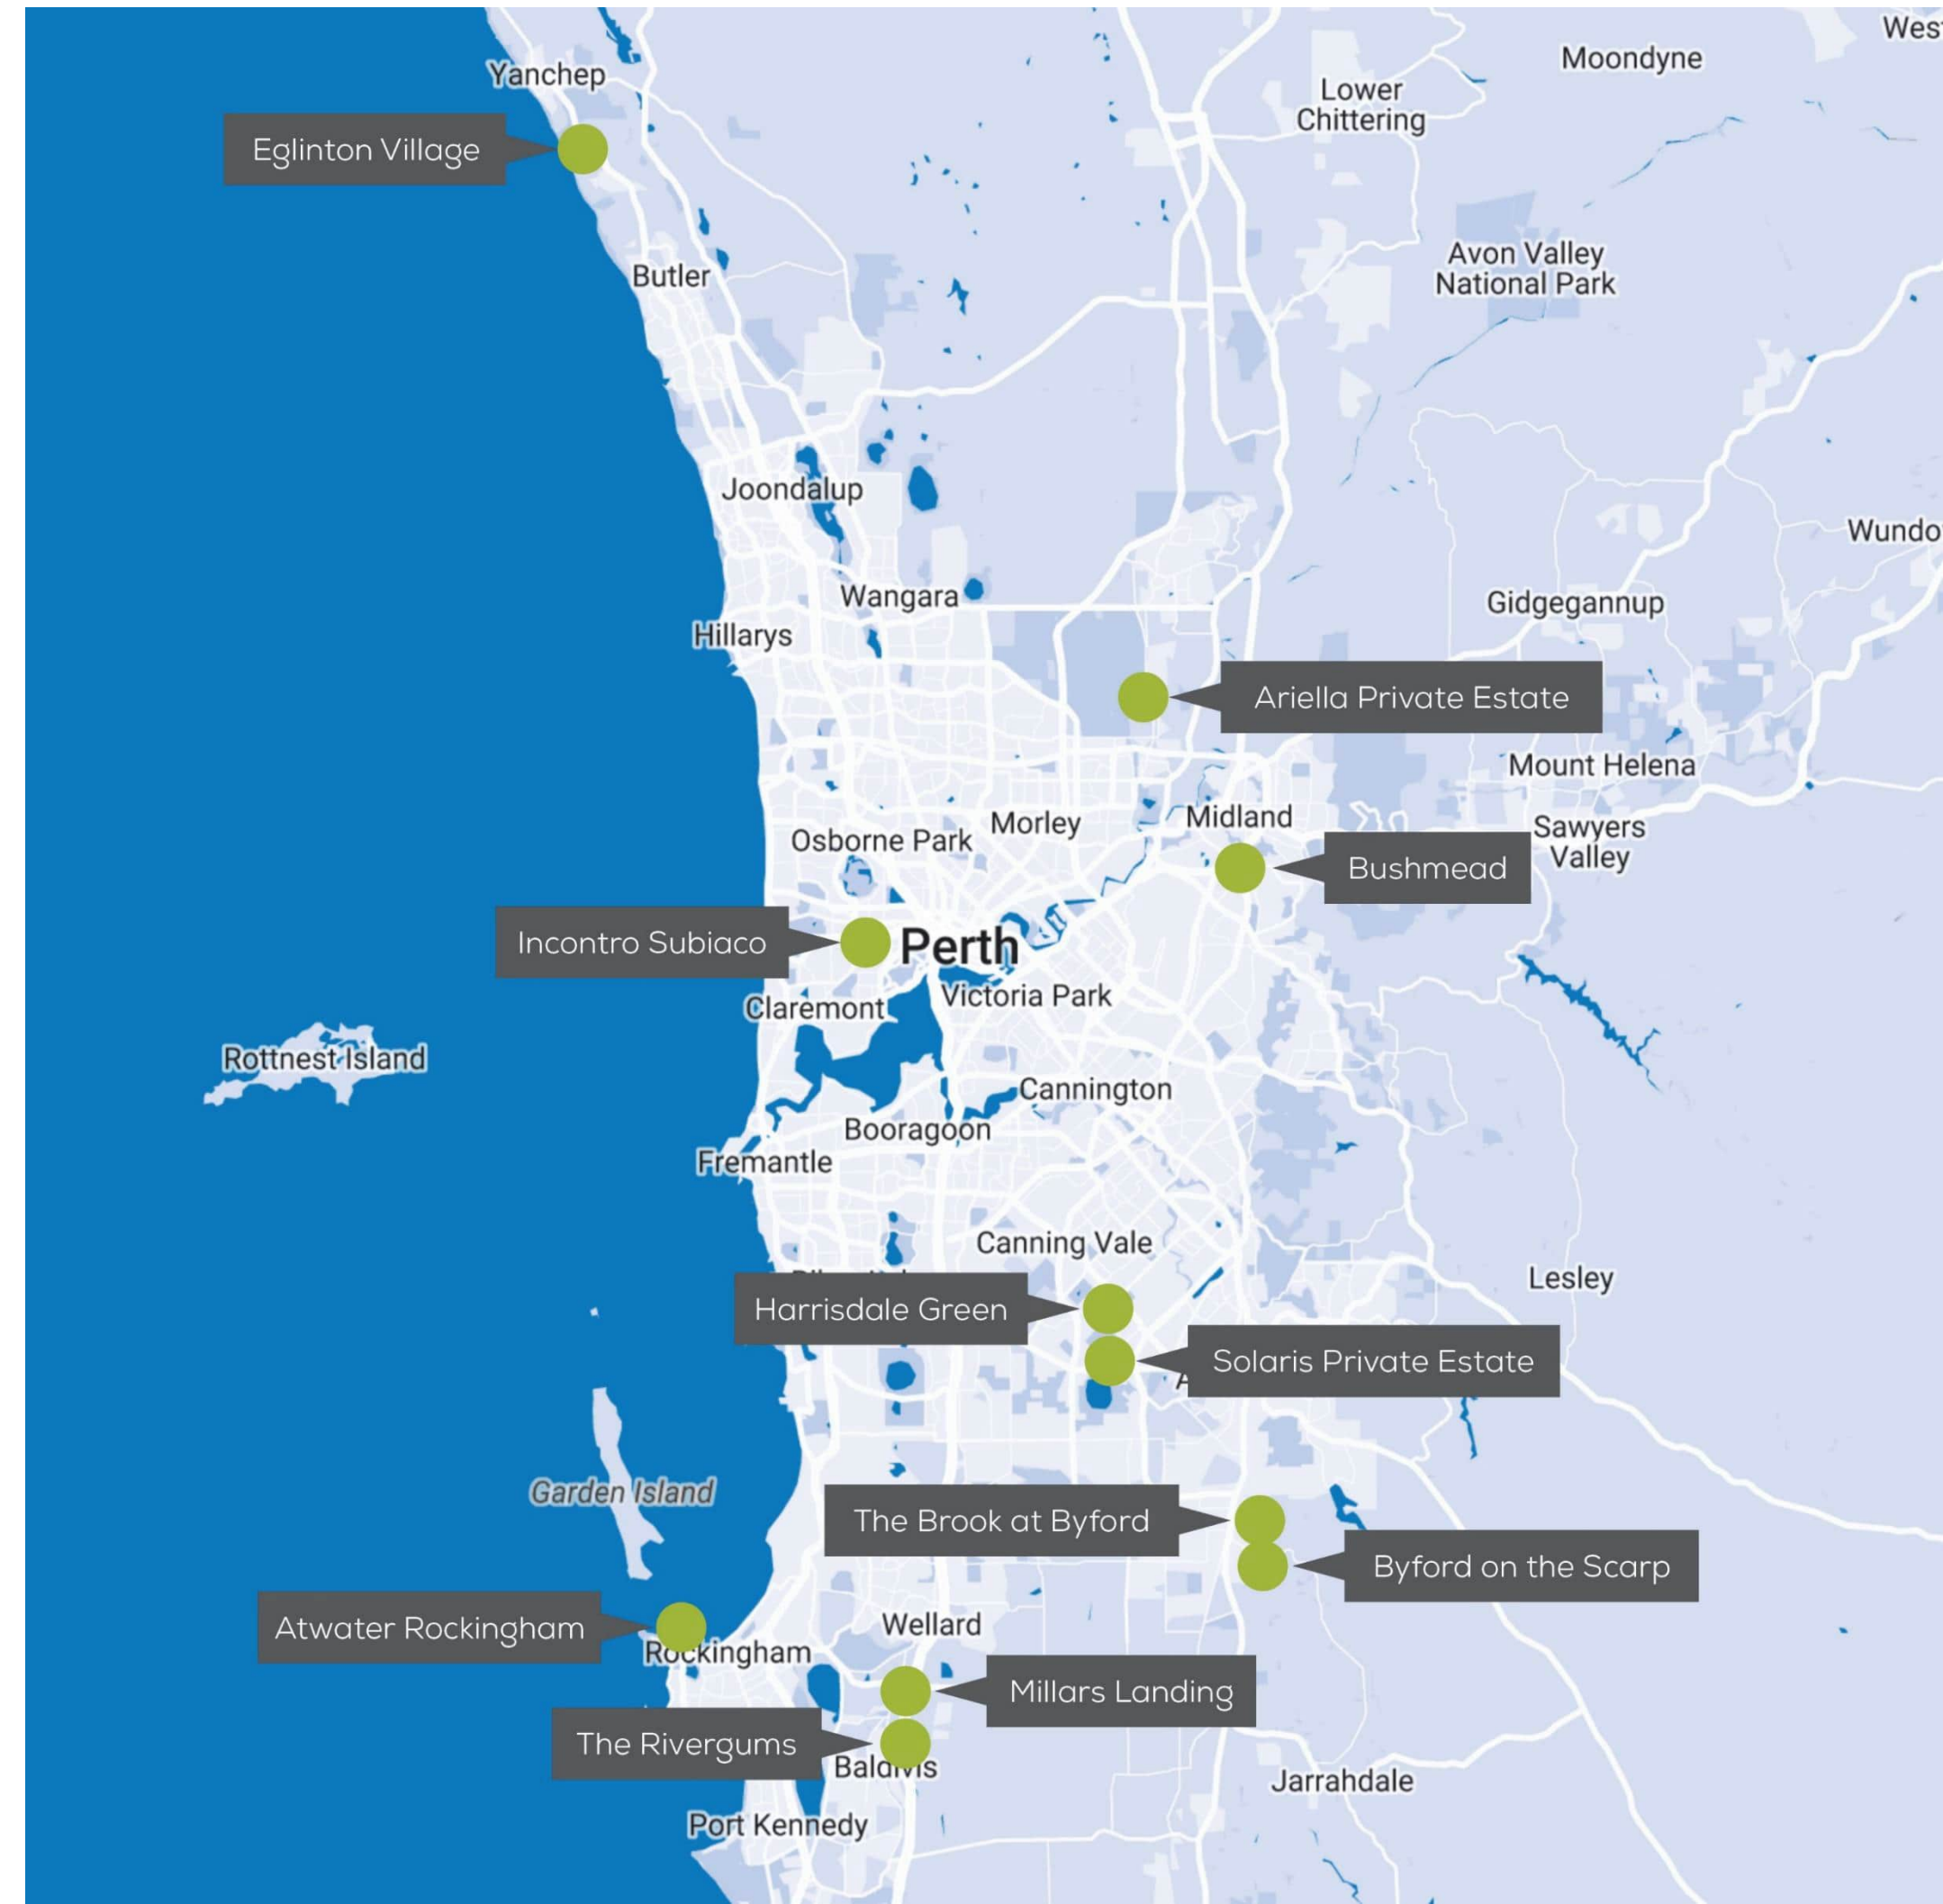 Wes
Moondyne
Yanchep
Lower
Chittering
Eglinton Village
Avon Valley
National Park
Butler
Joondalup
Wundo
Wangara
Gidgegannup
Hillarys
Ariella Private Estate
Mount Helena
Midland
Morley
Osborne Park
Sawyers
Valley
Bushmead
Incontro Subiaco
Perth
Victoria Park
Claremont
Rottnest Island
Cannington
Booragoon
Fremantle
Canning Vale
Lesley
Harrisdale Green
Solaris Private Estate
A
Garden Island
The Brook at Byford
Byford on the Scarp
Wellard
Atwater Rockingham
Rockingham
Millars Landing
The Rivergums
Baldivis
Jarrahdale
Port Kennedy